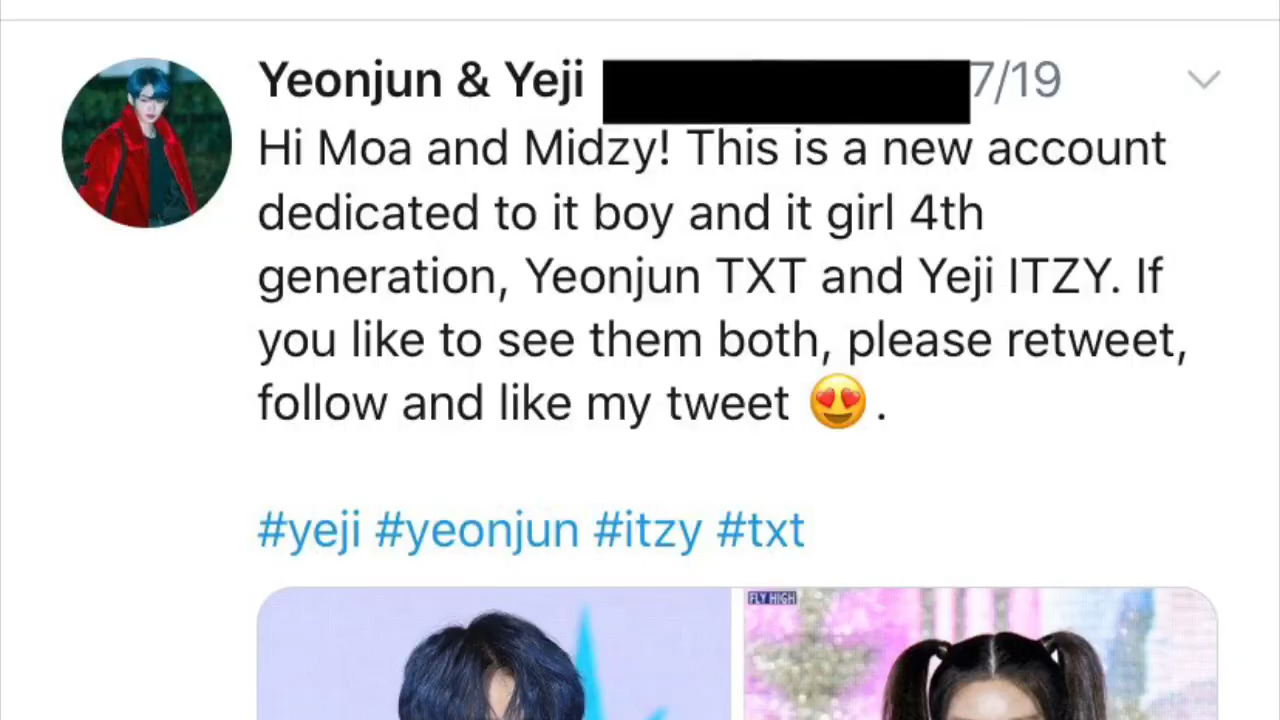 Yeonjun & Yeji 7/19
Hi Moa and Midzy! This is a new account
dedicated to it boy and it girl 4th
generation, Yeonjun TXT and Yeji ITZY. If
you like to see them both, please retweet,
follow and like my tweet 😍 .
#yeji #yeonjun #itzy #txt
FLY HIGH